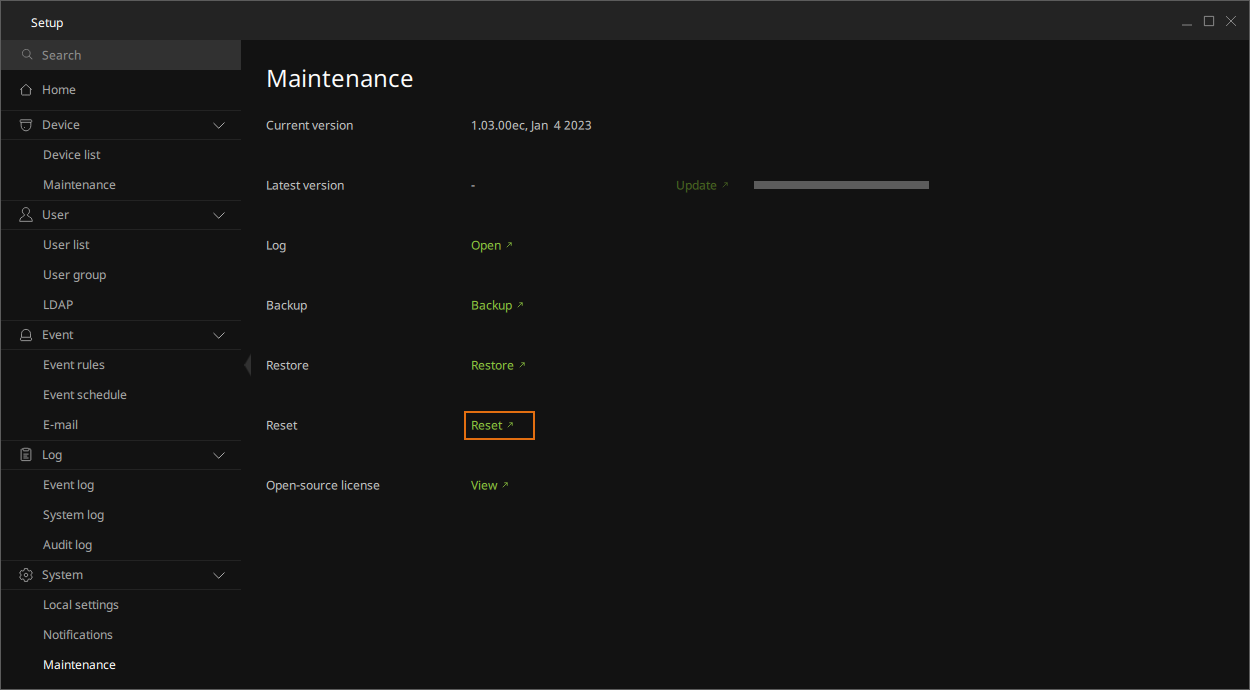 Setup
Search
Home
Device
Device list
Maintenance
User
User list
User group
LDAP
Event
Event rules
Event schedule
E-mail
Log
Event log
System log
Audit log
System
Local settings
Notifications
Maintenance
Maintenance
Current version 1.03.00ec, Jan  4 2023
Latest version - Update
Log Open
Backup Backup
Restore Restore
Reset Reset
Open-source license View